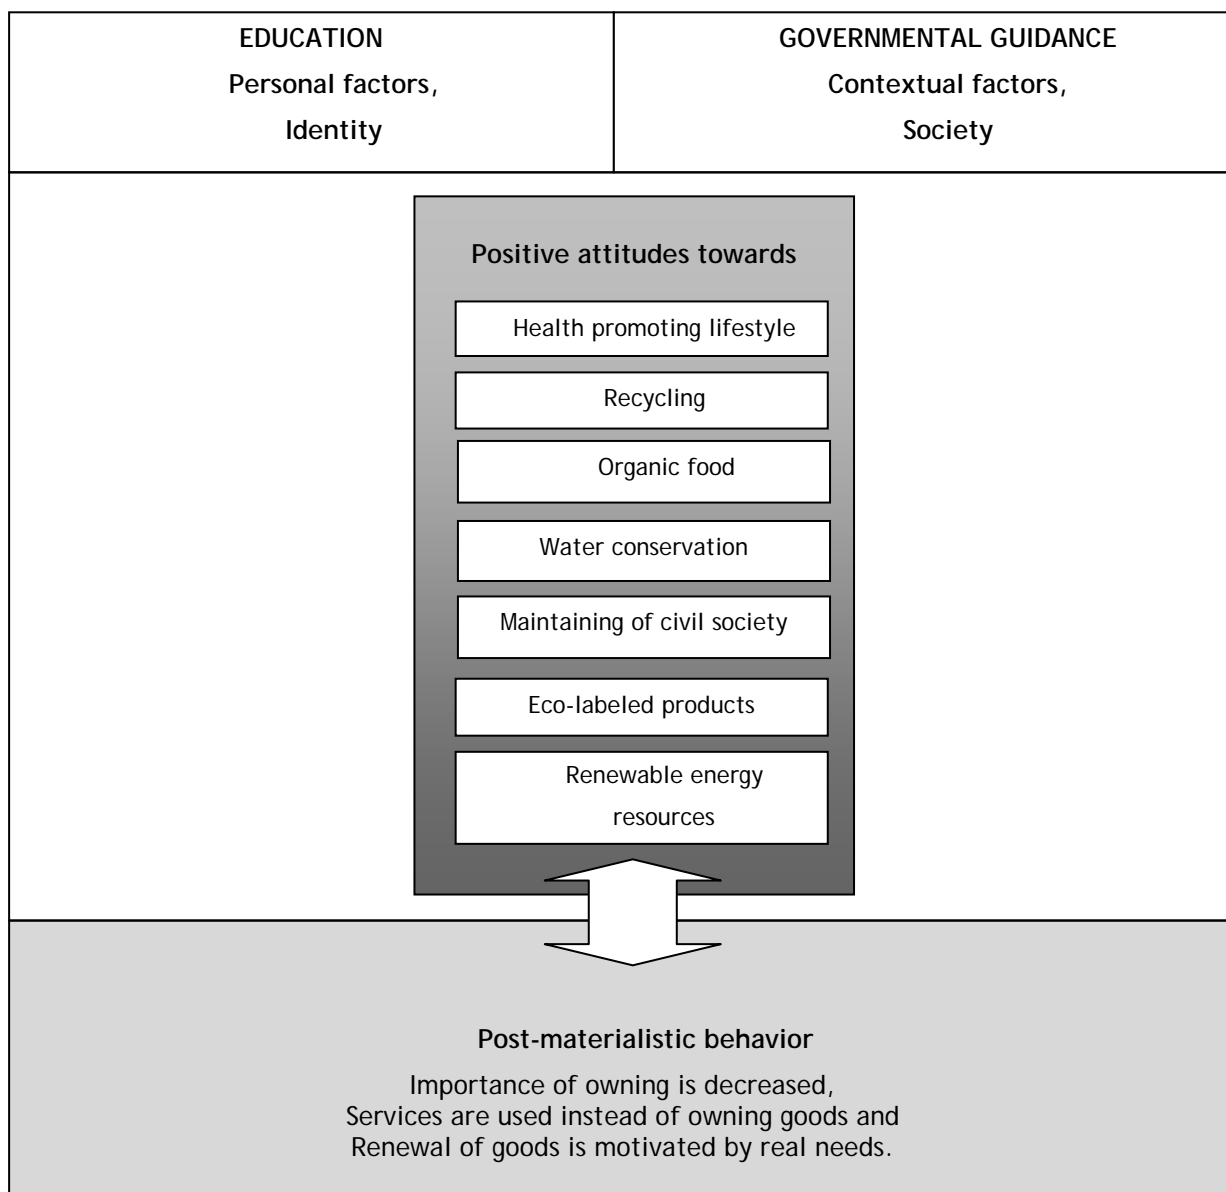 EDUCATION
Personal factors,
Identity
GOVERNMENTAL GUIDANCE
Contextual factors,
Society
Positive attitudes towards
Health promoting lifestyle
Recycling
Organic food
Water conservation
Maintaining of civil society
Eco-labeled products
Renewable energy
resources
Post-materialistic behavior
Importance of owning is decreased,
Services are used instead of owning goods and
Renewal of goods is motivated by real needs.